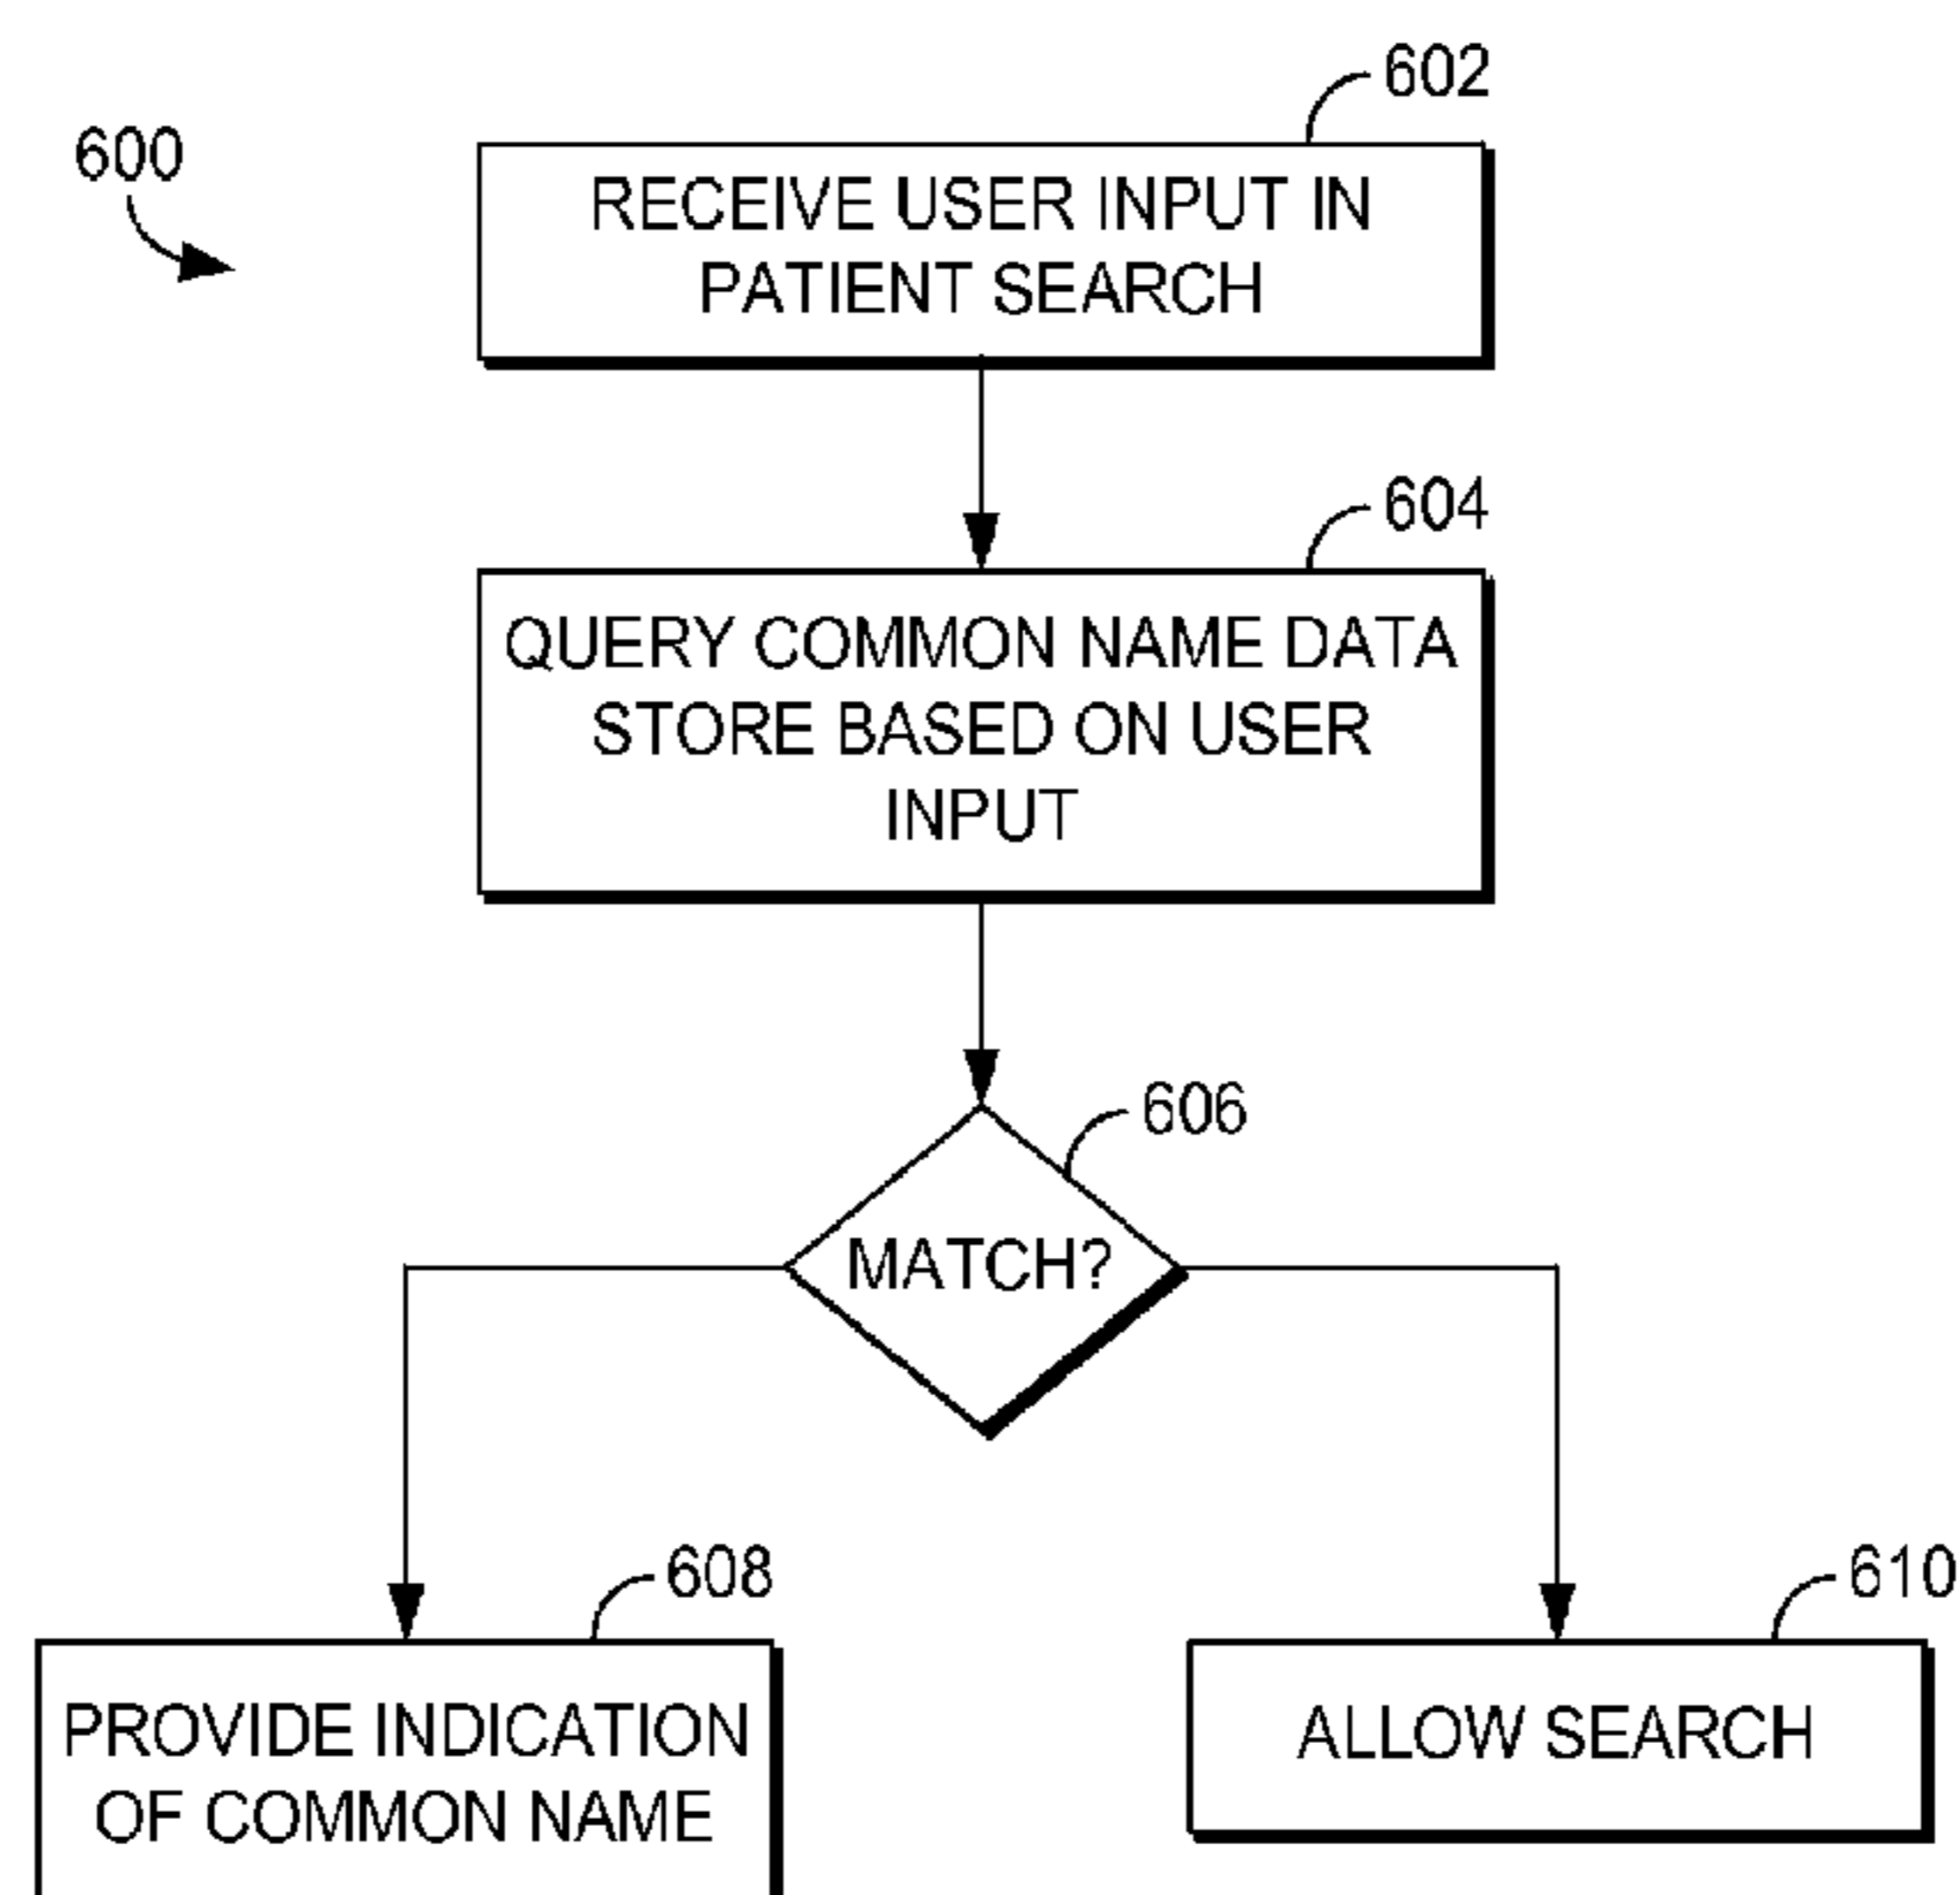 602
600
RECEIVE USER INPUT IN
PATIENT SEARCH
604
QUERY COMMON NAME DATA
STORE BASED ON USER
INPUT
606
MATCH?
608
610
PROVIDE INDICATION
OF COMMON NAME
ALLOW SEARCH